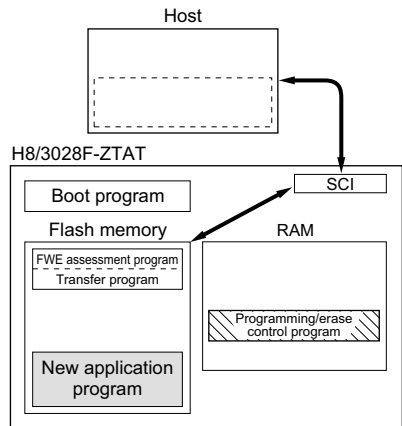 Host
H8/3028F-ZTAT
Boot program
SCI
Flash memory
RAM
FWE assessment program
Transfer program
Programming/erase
control program
New application
program